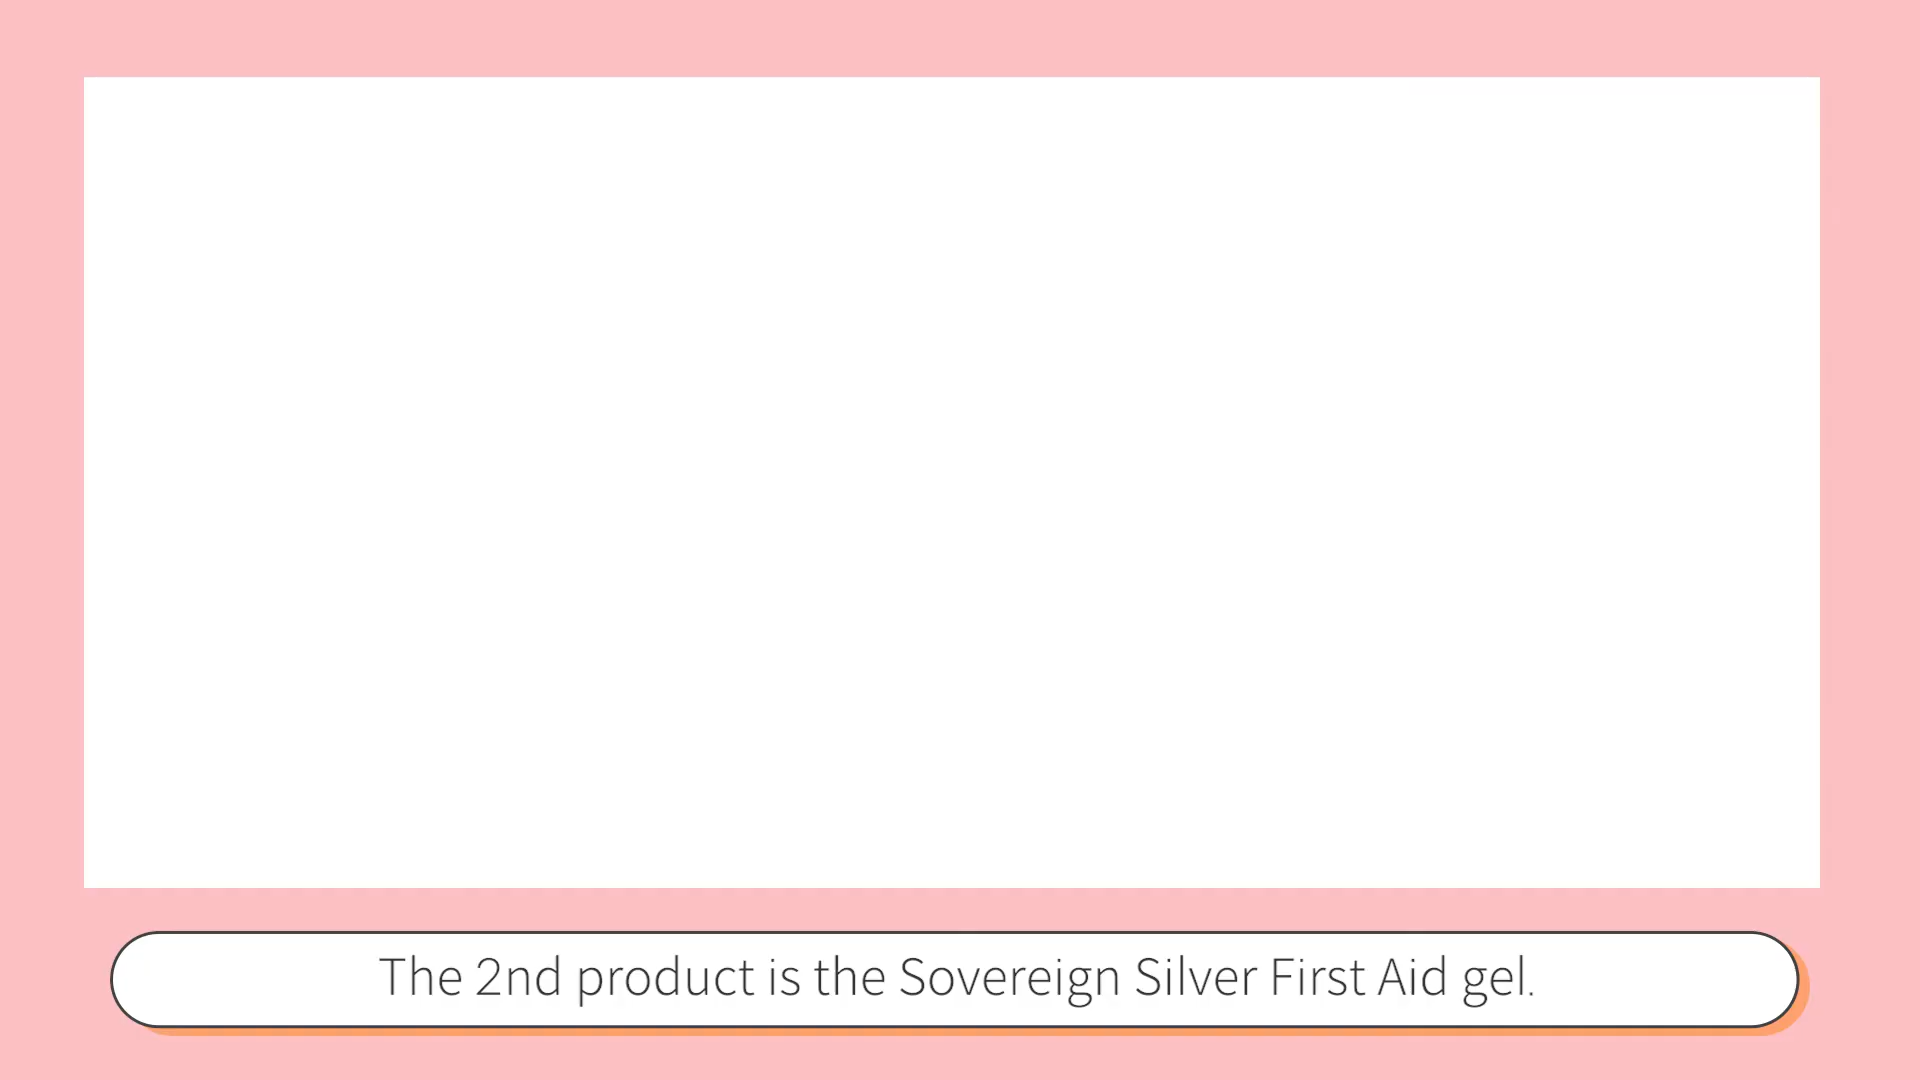 The 2nd product is the Sovereign Silver First Aid gel.